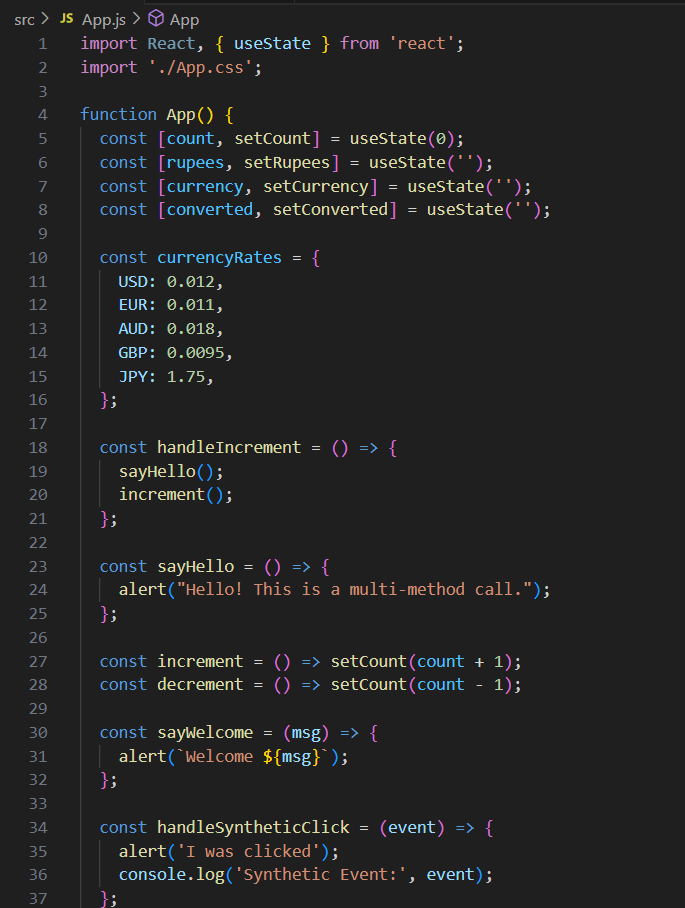 src > JS App.js > App
1 import React, { useState } from 'react';
2 import './App.css';
3
4 function App() {
5   const [count, setCount] = useState(0);
6   const [rupees, setRupees] = useState('');
7   const [currency, setCurrency] = useState('');
8   const [converted, setConverted] = useState('');
9
10   const currencyRates = {
11     USD: 0.012,
12     EUR: 0.011,
13     AUD: 0.018,
14     GBP: 0.0095,
15     JPY: 1.75,
16   };
17
18   const handleIncrement = () => {
19     sayHello();
20     increment();
21   };
22
23   const sayHello = () => {
24     alert("Hello! This is a multi-method call.");
25   };
26
27   const increment = () => setCount(count + 1);
28   const decrement = () => setCount(count - 1);
29
30   const sayWelcome = (msg) => {
31     alert(`Welcome ${msg}`);
32   };
33
34   const handleSyntheticClick = (event) => {
35     alert('I was clicked');
36     console.log('Synthetic Event:', event);
37   };